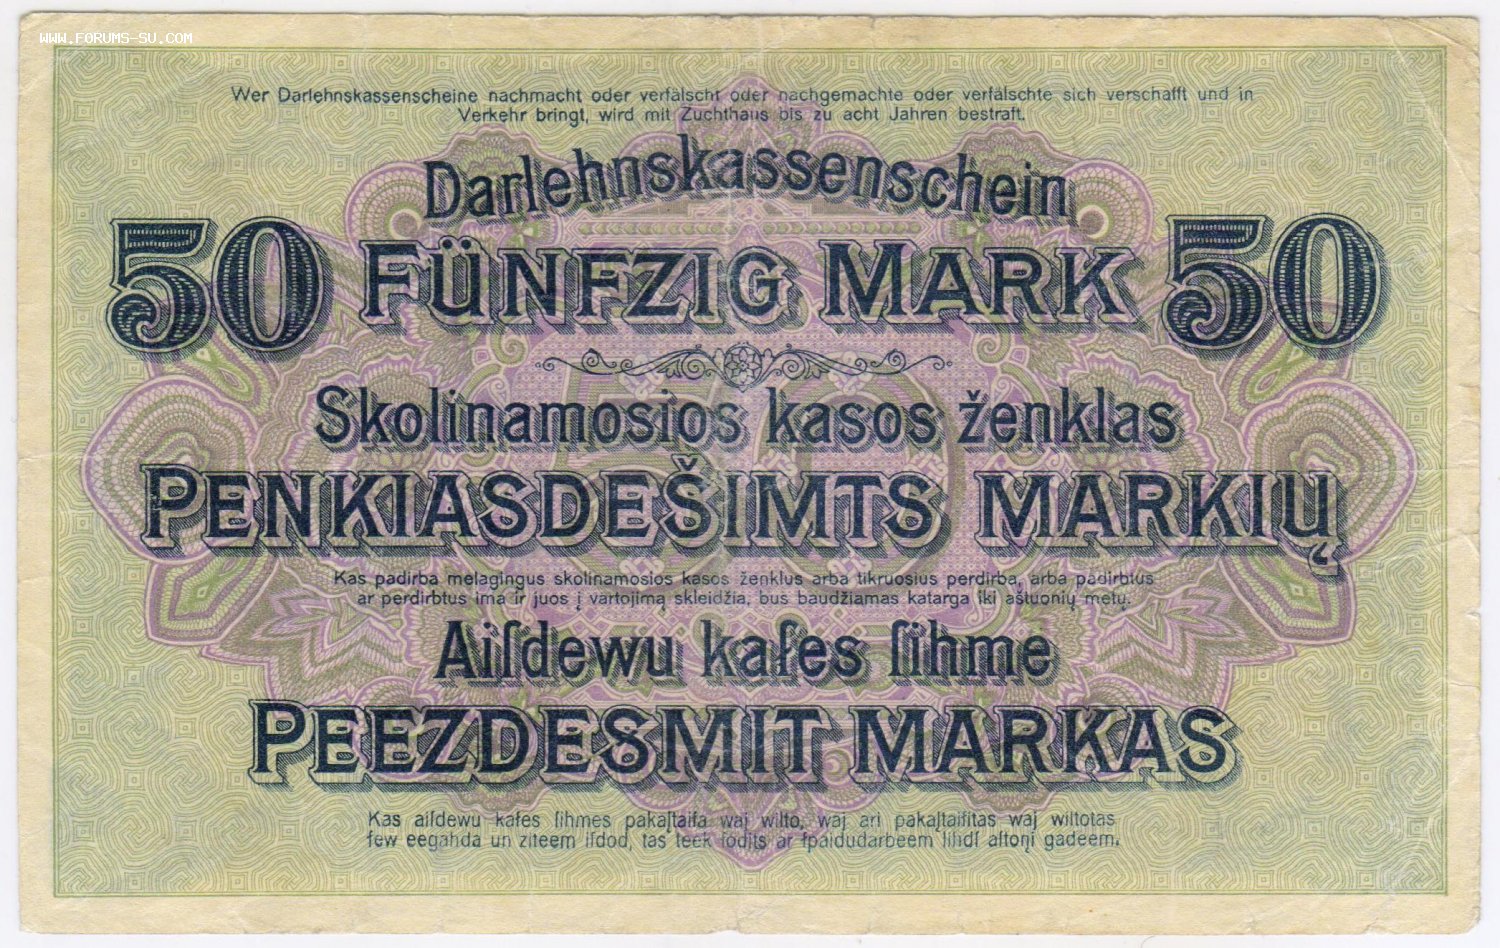 WWW.FORUMS-SU.COM
Wer Darlehnskassenscheine nachmacht oder verfälscht oder nachgemachte oder verfälschte sich verschafft und in
Verkehr bringt, wird mit Zuchthaus bis zu acht Jahren bestraft.
Darlehnskassenschein
50 FÜNFZIG MARK 50
Skolinamosios kasos ženklas
PENKIASDEŠIMTS MARKIŲ
Kas padirba melagingus skolinamosios kasos ženklus arba tikruosius perdirba, arba padirbtus
ar perdirbtus ima ir juos į vartojimą skleidžia, bus baudžiamas katarga iki aštuonių metų.
Aiſdewu kaſes ſihme
PEEZDESMIT MARKAS
Kas aiſdewu kaſes ſihmes pakaļtaiſa waj wilto, waj ari pakaļtaiſitas waj wiltotas
ſew eegahda un ziteem iſdod, tas teek ſodits ar ſpaidudarbeem lihdſ aſtoņi gadeem.